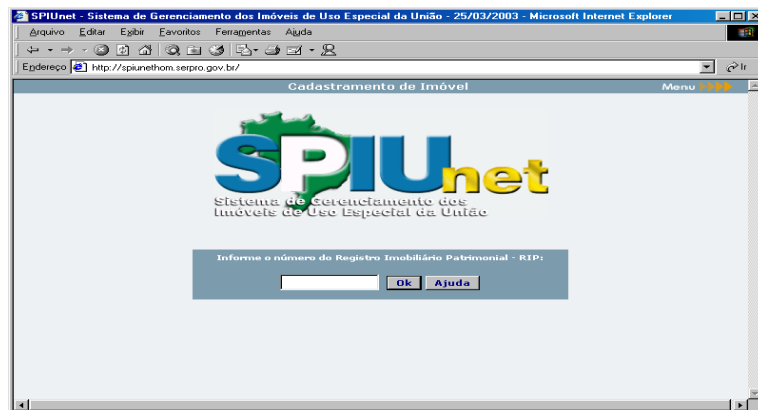 SPIUnet - Sistema de Gerenciamento dos Imóveis de Uso Especial da União - 25/03/2003 - Microsoft Internet Explorer
Arquivo Editar Exibir Favoritos Ferramentas Ajuda
Endereço http://spiunethom.serpro.gov.br/ Ir
Cadastramento de Imóvel Menu
SPIUnet
Sistema de Gerenciamento dos
Imóveis de Uso Especial da União
Informe o número do Registro Imobiliário Patrimonial - RIP:
Ok Ajuda